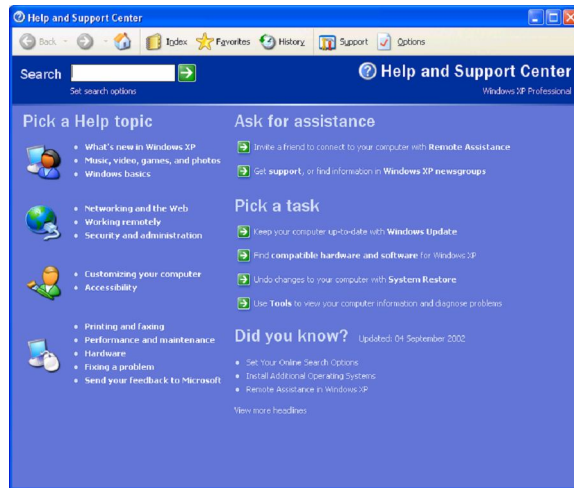 Help and Support Center
Back
Index
Favorites
History
Support
Options
Search
Set search options
Help and Support Center
Windows XP Professional
Pick a Help topic
What's new in Windows XP
Music, video, games, and photos
Windows basics
Networking and the Web
Working remotely
Security and administration
Customizing your computer
Accessibility
Printing and faxing
Performance and maintenance
Hardware
Fixing a problem
Send your feedback to Microsoft
Ask for assistance
Invite a friend to connect to your computer with Remote Assistance
Get support, or find information in Windows XP newsgroups
Pick a task
Keep your computer up-to-date with Windows Update
Find compatible hardware and software for Windows XP
Undo changes to your computer with System Restore
Use Tools to view your computer information and diagnose problems
Did you know? Updated: 04 September 2002
Set Your Online Search Options
Install Additional Operating Systems
Remote Assistance in Windows XP
View more headlines